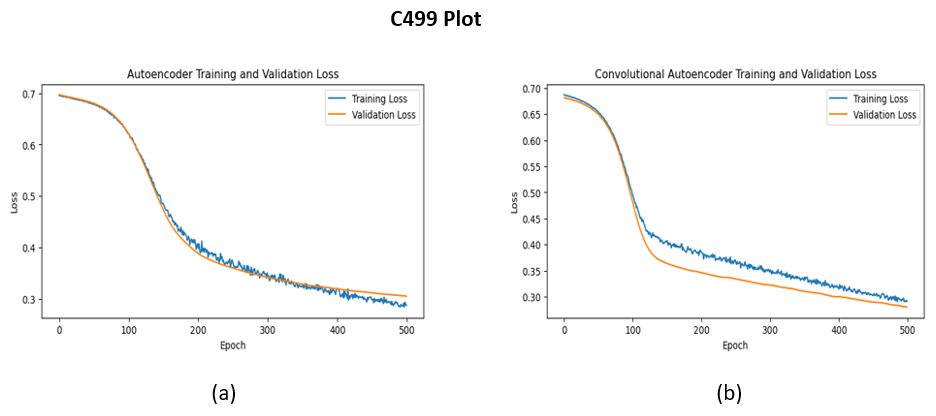 C499 Plot
Autoencoder Training and Validation Loss
Training Loss
Validation Loss
0.7
0.6
0.5
0.4
0.3
Loss
0
100
200
300
400
500
Epoch
(a)
Convolutional Autoencoder Training and Validation Loss
Training Loss
Validation Loss
0.70
0.65
0.60
0.55
0.50
0.45
0.40
0.35
0.30
Loss
0
100
200
300
400
500
Epoch
(b)